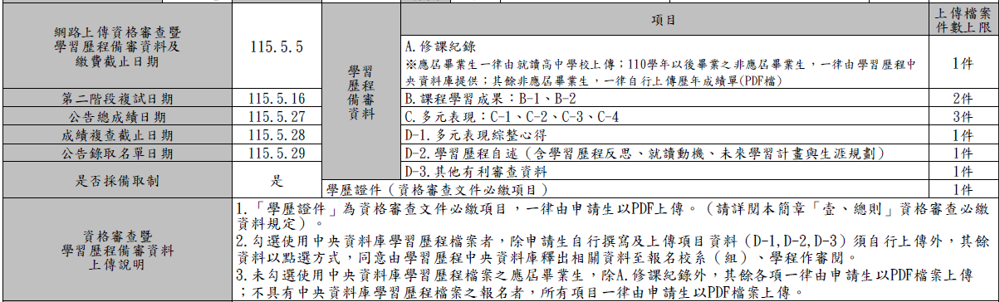 網路上傳資格審查暨
學習歷程備審資料及
繳費截止日期
115.5.5
學習
歷程
備審
資料
項目
上傳檔案
件數上限
A.修課紀錄
※應屆畢業生一律由就讀高中學校上傳；110學年以後畢業之非應屆畢業生，一律由學習歷程中
央資料庫提供；其餘非應屆畢業生，一律自行上傳歷年成績單(PDF檔)
1件
第二階段複試日期
115.5.16
B.課程學習成果：B-1、B-2
2件
公告總成績日期
115.5.27
C.多元表現：C-1、C-2、C-3、C-4
3件
成績複查截止日期
115.5.28
D-1.多元表現綜整心得
1件
公告錄取名單日期
115.5.29
D-2.學習歷程自述（含學習歷程反思、就讀動機、未來學習計畫與生涯規劃）
1件
是否採備取制
是
D-3.其他有利審查資料
1件
學歷證件（資格審查文件必繳項目）
1件
資格審查暨
學習歷程備審資料
上傳說明
1.「學歷證件」為資格審查文件必繳項目，一律由申請生以PDF上傳。（請詳閱本簡章「壹、總則」資格審查必繳
資料規定）。
2.勾選使用中央資料庫學習歷程檔案者，除申請生自行撰寫及上傳項目資料（D-1,D-2,D-3）須自行上傳外，其餘
資料以點選方式，同意由學習歷程中央資料庫釋出相關資料至報名校系（組）、學程作審閱。
3.未勾選使用中央資料庫學習歷程檔案之應屆畢業生，除A.修課紀錄外，其餘各項一律由申請生以PDF檔案上傳
；不具有中央資料庫學習歷程檔案之報名者，所有項目一律由申請生以PDF檔案上傳。